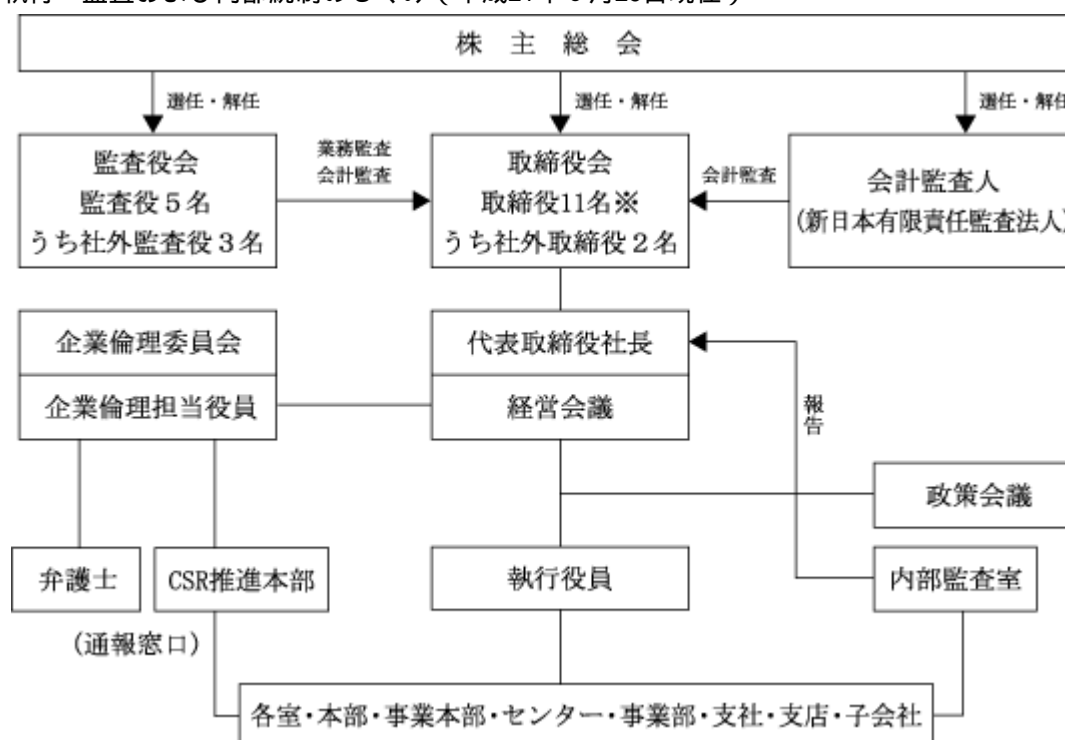 株主総会
選任・解任
選任・解任
選任・解任
監査役会
監査役５名
うち社外監査役３名
業務監査
会計監査
取締役会
取締役11名※
うち社外取締役２名
会計監査
会計監査人
(新日本有限責任監査法人)
企業倫理委員会
企業倫理担当役員
代表取締役社長
経営会議
報告
政策会議
弁護士
CSR推進本部
(通報窓口)
執行役員
内部監査室
各室・本部・事業本部・センター・事業部・支社・支店・子会社